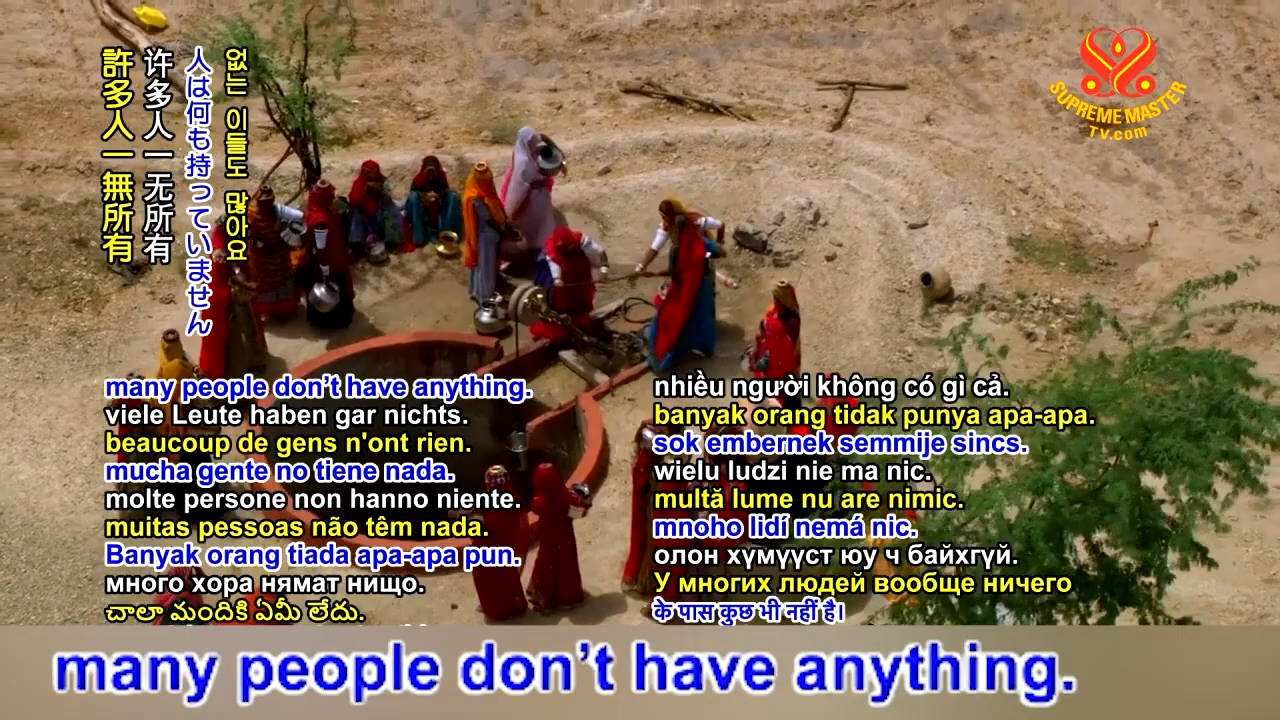 許多人一無所有
许多人一无所有
人は何も持っていません
없는 이들도 많아요
SUPREME MASTER
TV.com
many people don’t have anything.
viele Leute haben gar nichts.
beaucoup de gens n'ont rien.
mucha gente no tiene nada.
molte persone non hanno niente.
muitas pessoas não têm nada.
Banyak orang tiada apa-apa pun.
много хора нямат нищо.
చాలా మందికి ఏమీ లేదు.
nhiều người không có gì cả.
banyak orang tidak punya apa-apa.
sok embernek semmije sincs.
wielu ludzi nie ma nic.
multă lume nu are nimic.
mnoho lidí nemá nic.
олон хүмүүст юу ч байхгүй.
У многих людей вообще ничего
के पास कुछ भी नहीं है।
many people don’t have anything.